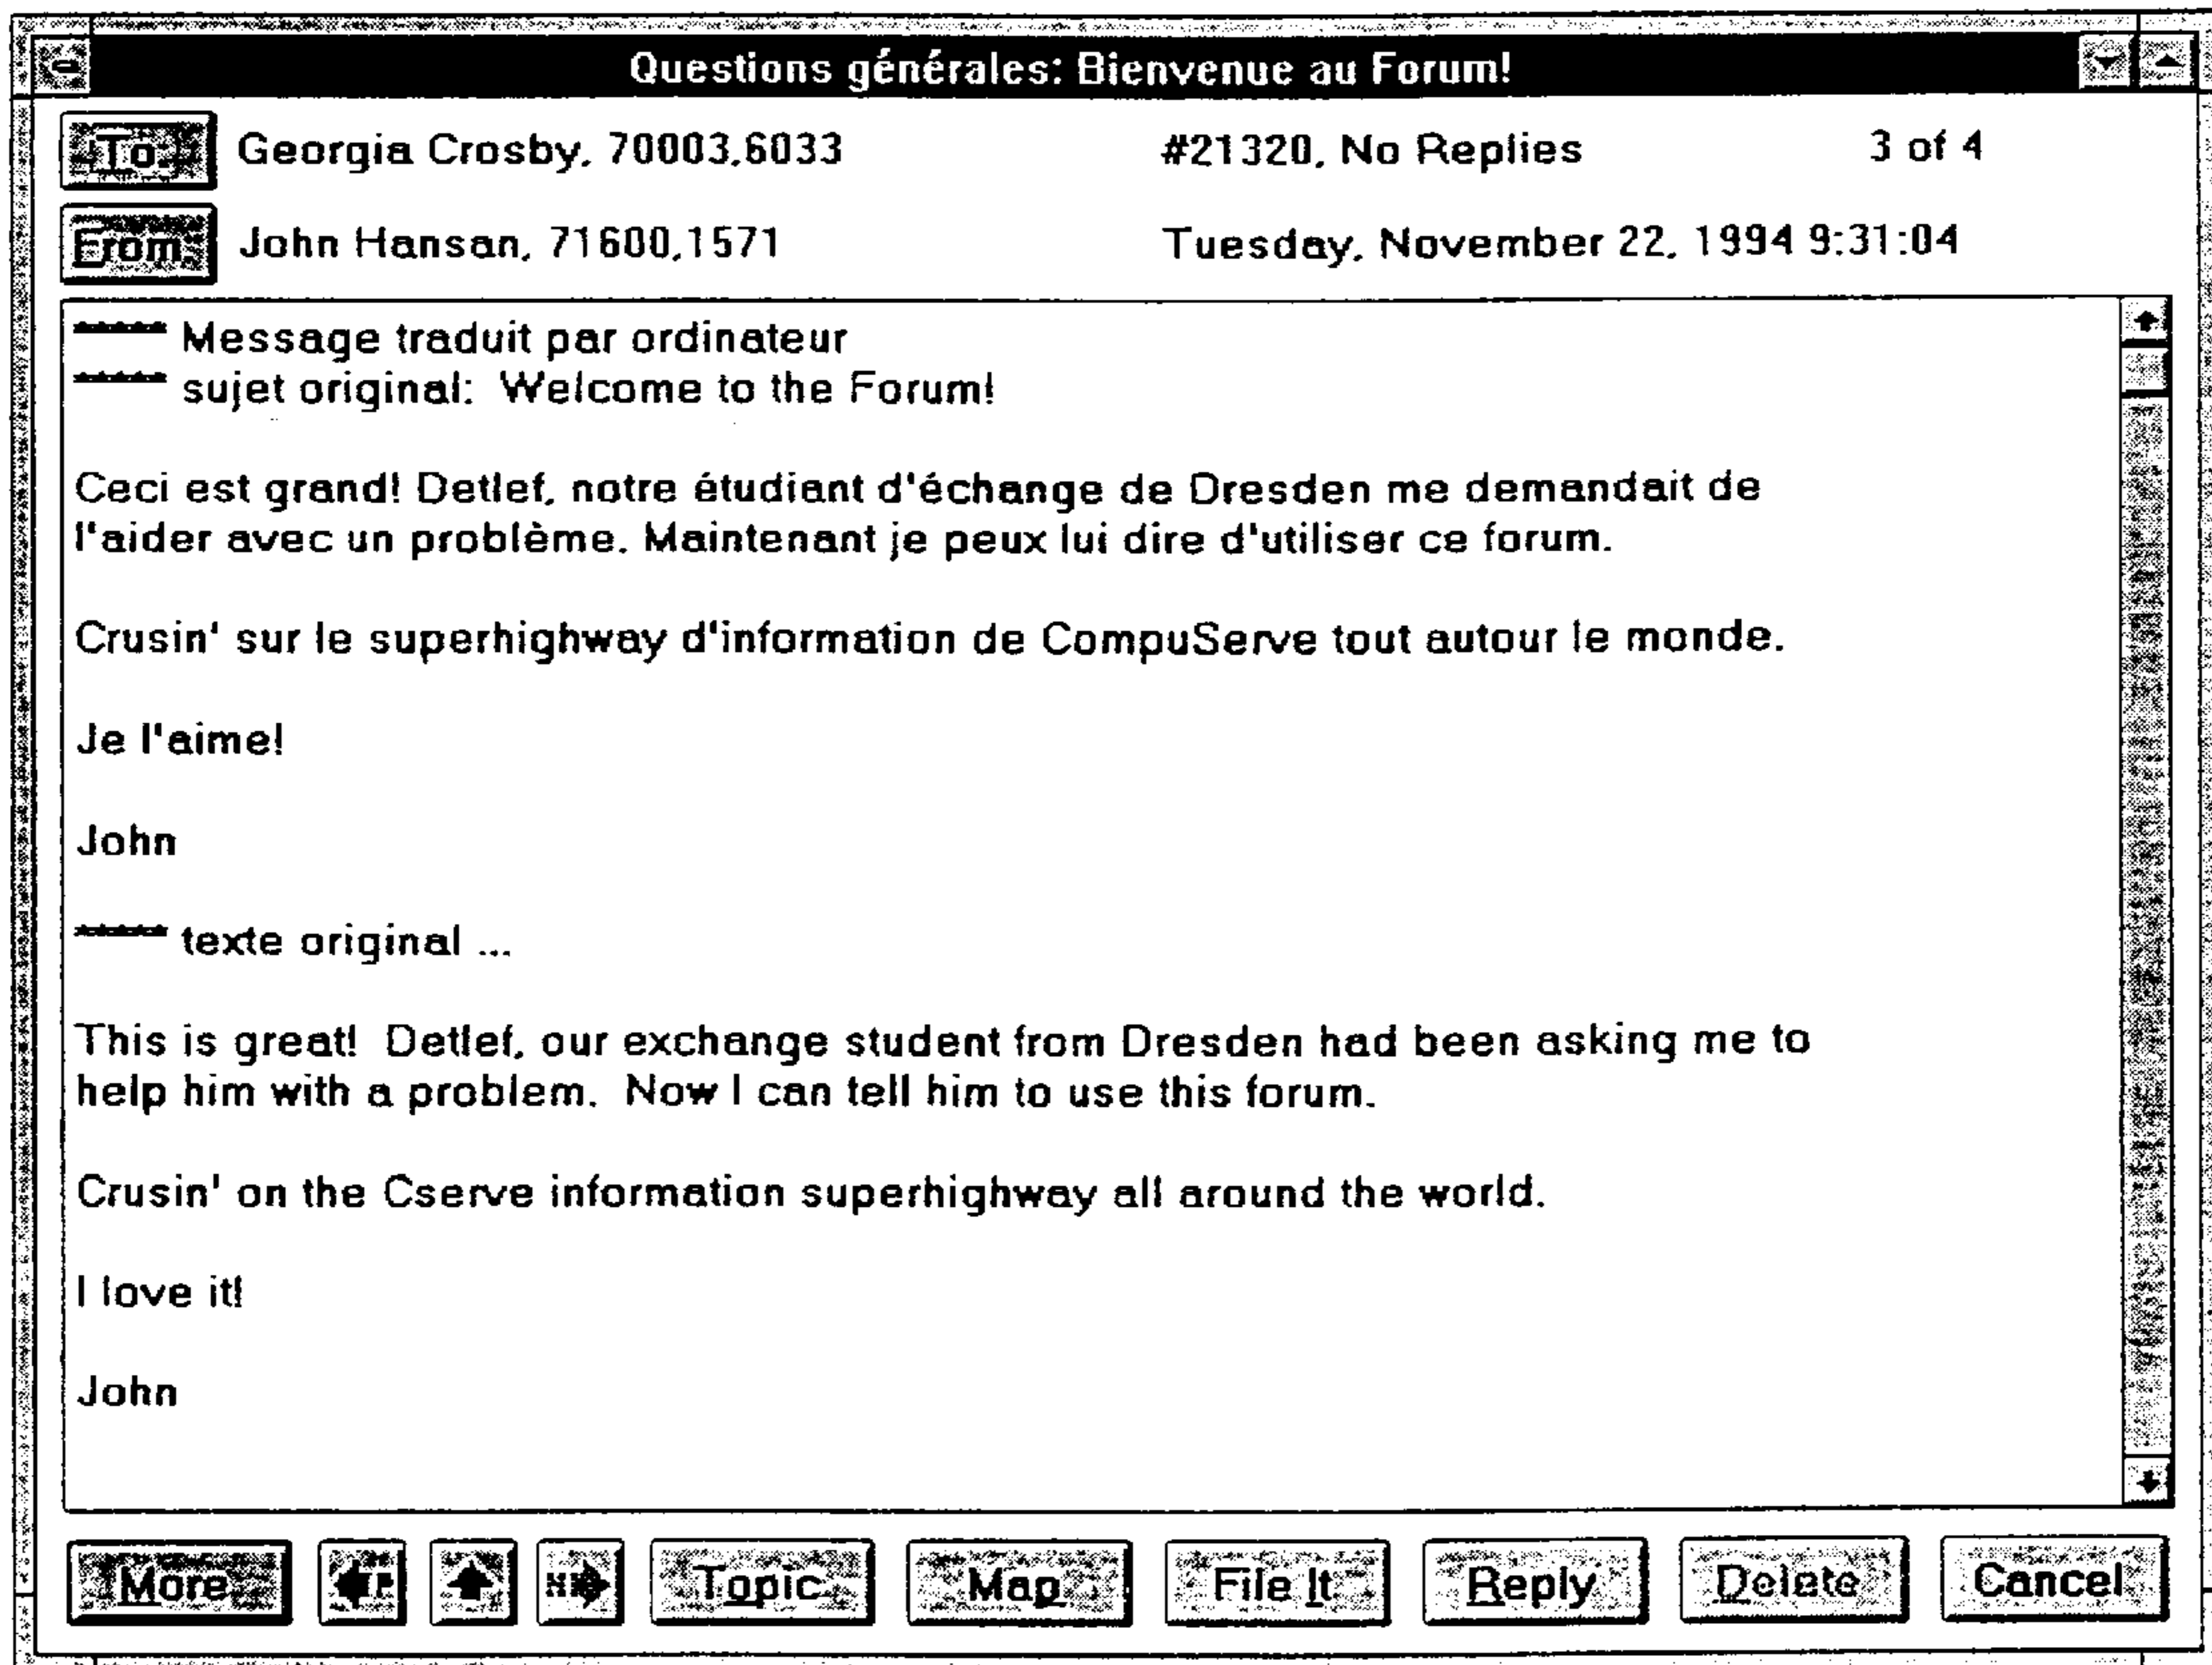 Questions générales: Bienvenue au Forum!
To: Georgia Crosby, 70003,6033 #21320, No Replies 3 of 4
From: John Hansan, 71600,1571 Tuesday, November 22, 1994 9:31:04
***** Message traduit par ordinateur
***** sujet original: Welcome to the Forum!
Ceci est grand! Detlef, notre étudiant d'échange de Dresden me demandait de
l'aider avec un problème. Maintenant je peux lui dire d'utiliser ce forum.
Crusin' sur le superhighway d'information de CompuServe tout autour le monde.
Je l'aime!
John
***** texte original ...
This is great! Detlef, our exchange student from Dresden had been asking me to
help him with a problem. Now I can tell him to use this forum.
Crusin' on the Cserve information superhighway all around the world.
I love it!
John
More Topic Map File It Reply Delete Cancel